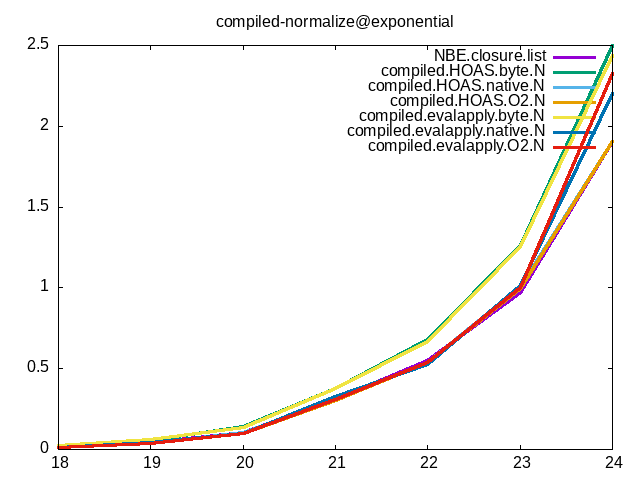 compiled-normalize@exponential
2.5
2
1.5
1
0.5
0
NBE.closure.list
compiled.HOAS.byte.N
compiled.HOAS.native.N
compiled.HOAS.O2.N
compiled.evalapply.byte.N
compiled.evalapply.native.N
compiled.evalapply.O2.N
18 19 20 21 22 23 24